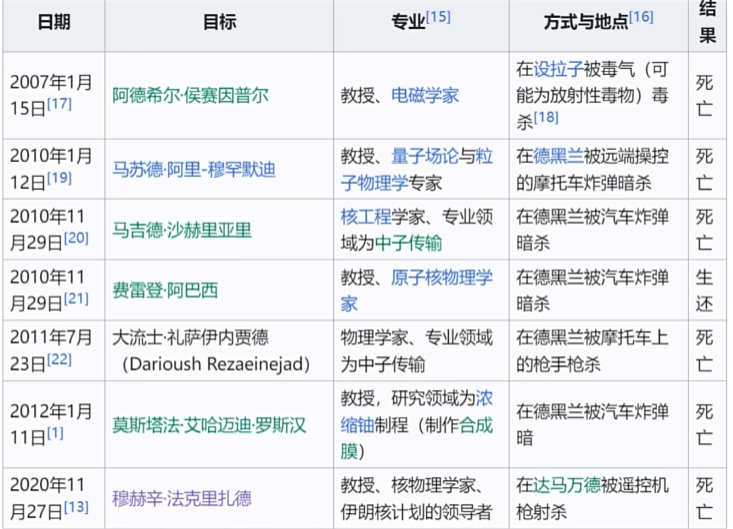 日期 目标 专业[15] 方式与地点[16] 结果
2007年1月15日[17] 阿德希尔·侯赛因普尔 教授、电磁学家 在设拉子被毒气（可能为放射性毒物）毒杀[18] 死亡
2010年1月12日[19] 马苏德·阿里-穆罕默迪 教授、量子场论与粒子物理学专家 在德黑兰被远端操控的摩托车炸弹暗杀 死亡
2010年11月29日[20] 马吉德·沙赫里亚里 核工程学家、专业领域为中子传输 在德黑兰被汽车炸弹暗杀 死亡
2010年11月29日[21] 费雷登·阿巴西 教授、原子核物理学家 在德黑兰被汽车炸弹暗杀 生还
2011年7月23日[22] 大流士·礼萨伊内贾德（Darioush Rezaeinejad） 物理学家、专业领域为中子传输 在德黑兰被摩托车上的枪手枪杀 死亡
2012年1月11日[1] 莫斯塔法·艾哈迈迪·罗斯汉 教授，研究领域为浓缩铀制程（制作合成膜） 在德黑兰被汽车炸弹暗 死亡
2020年11月27日[13] 穆赫辛·法克里扎德 教授、核物理学家、伊朗核计划的领导者 在达马万德被遥控机枪射杀 死亡